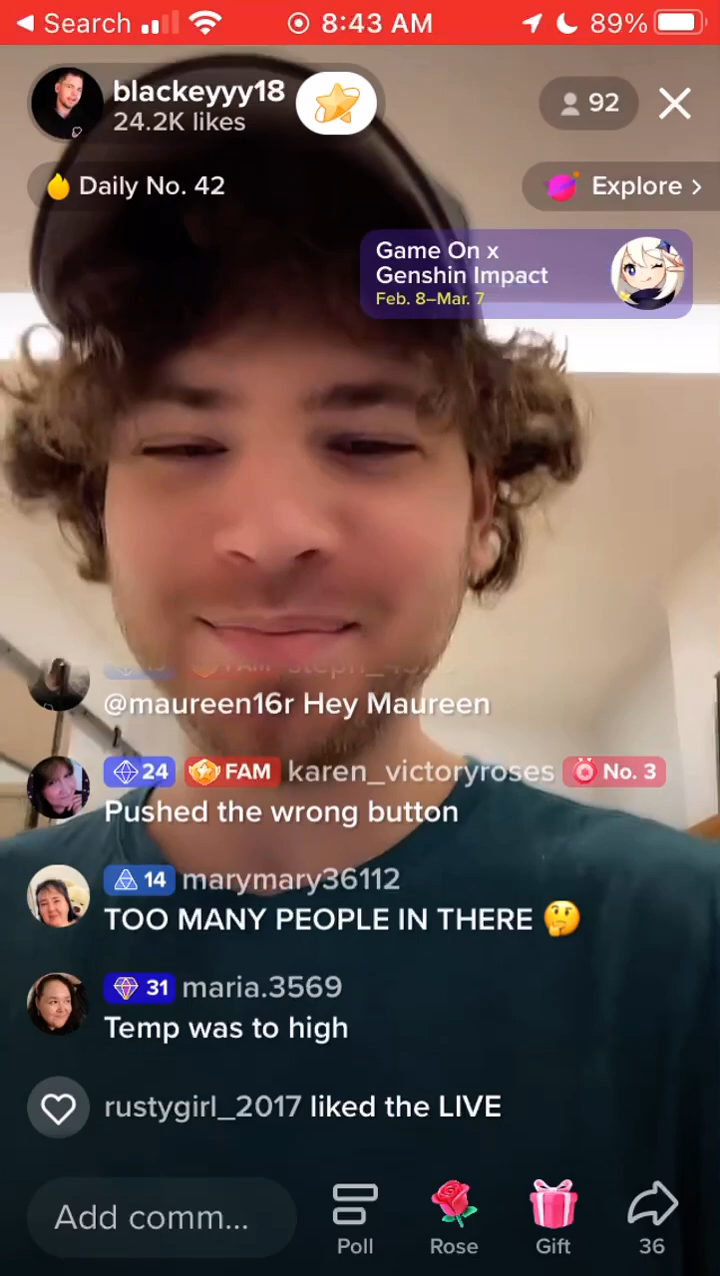 Search
8:43 AM
89%
blackeyyy18
24.2K likes
92
Daily No. 42
Explore >
Game On x
Genshin Impact
Feb. 8–Mar. 7
@maureen16r Hey Maureen
24 FAM karen_victoryroses No. 3
Pushed the wrong button
14 marymary36112
TOO MANY PEOPLE IN THERE 🤔
31 maria.3569
Temp was to high
rustygirl_2017 liked the LIVE
Add comm...
Poll
Rose
Gift
36